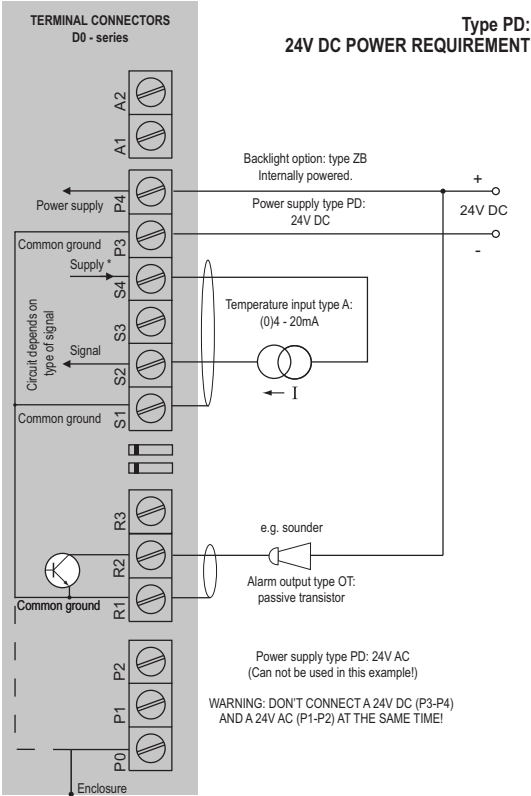 TERMINAL CONNECTORS
D0 - series
Type PD:
24V DC POWER REQUIREMENT
A2
A1
Backlight option: type ZB
Internally powered.
+
P4
Power supply
Power supply type PD:
24V DC
24V DC
P3
Common ground
-
Supply *
S4
Temperature input type A:
(0)4 - 20mA
S3
Circuit depends on
type of signal
Signal
S2
I
Common ground
S1
R3
e.g. sounder
R2
Alarm output type OT:
passive transistor
Common ground
R1
P2
Power supply type PD: 24V AC
(Can not be used in this example!)
P1
WARNING: DON'T CONNECT A 24V DC (P3-P4)
AND A 24V AC (P1-P2) AT THE SAME TIME!
P0
Enclosure